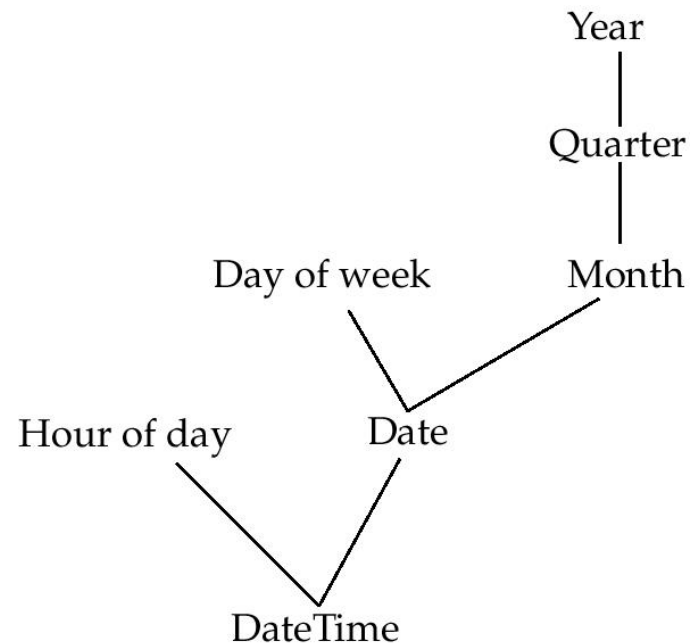 Year
Quarter
Day of week
Month
Hour of day
Date
DateTime